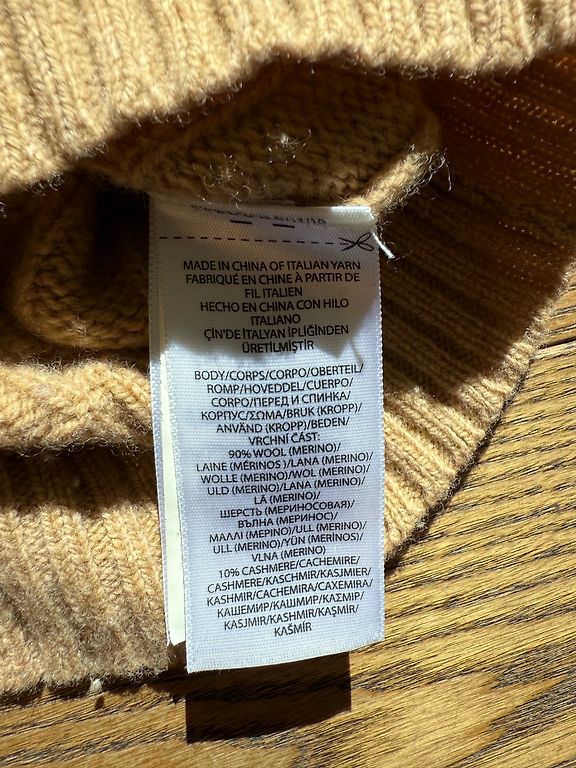 MADE IN CHINA OF ITALIAN YARN
FABRIQUÉ EN CHINE À PARTIR DE
FIL ITALIEN
HECHO EN CHINA CON HILO
ITALIANO
ÇİN'DE İTALYAN İPLİĞİNDEN
ÜRETİLMİŞTİR
BODY/CORPS/CORPO/OBERTEIL/
ROMP/HOVEDDEL/CUERPO/
CORPO/ПЕРЕД И СПИНКА/
КОРПУС/ΣΩΜΑ/BRUK (KROPP)/
ANVÄND (KROPP)/BEDEN/
VRCHNÍ ČÁST:
90% WOOL (MERINO)/
LAINE (MÉRINOS )/LANA (MERINO)/
WOLLE (MERINO)/WOL (MERINO)/
ULD (MERINO)/LANA (MERINO)/
LÃ (MERINO)/
ШЕРСТЬ (МЕРИНОСОВАЯ)/
ВЪЛНА (МЕРИНОС)/
ΜΑΛΛΙ (ΜΕΡΙΝΟ)/ULL (MERINO)/
ULL (MERINO)/YÜN (MERİNOS)/
VLNA (MERINO)
10% CASHMERE/CACHEMIRE/
CASHMERE/KASCHMIR/KASJMIER/
KASHMIR/CACHEMIRA/CAXEMIRA/
КАШЕМИР/КАШМИР/ΚΑΣΜΙΡ/
KASJMIR/KASHMIR/KAŞMİR/
KAŠMÍR